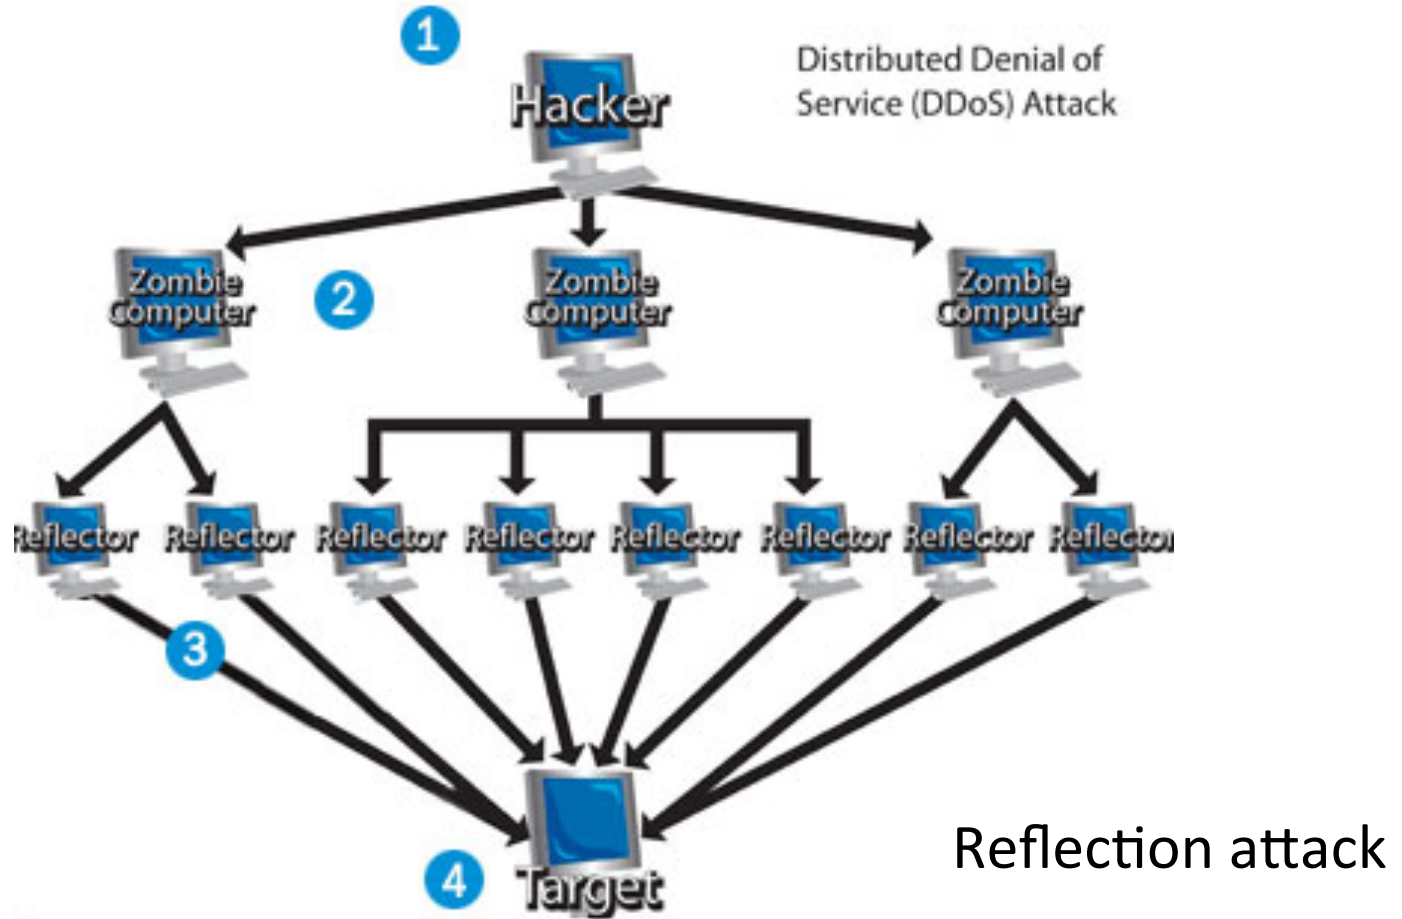 1
Hacker
Distributed Denial of
Service (DDoS) Attack
Zombie
Computer
2
Zombie
Computer
Zombie
Computer
Reflector
Reflector
Reflector
Reflector
Reflector
Reflector
Reflector
Reflector
3
4
Target
Reflection attack